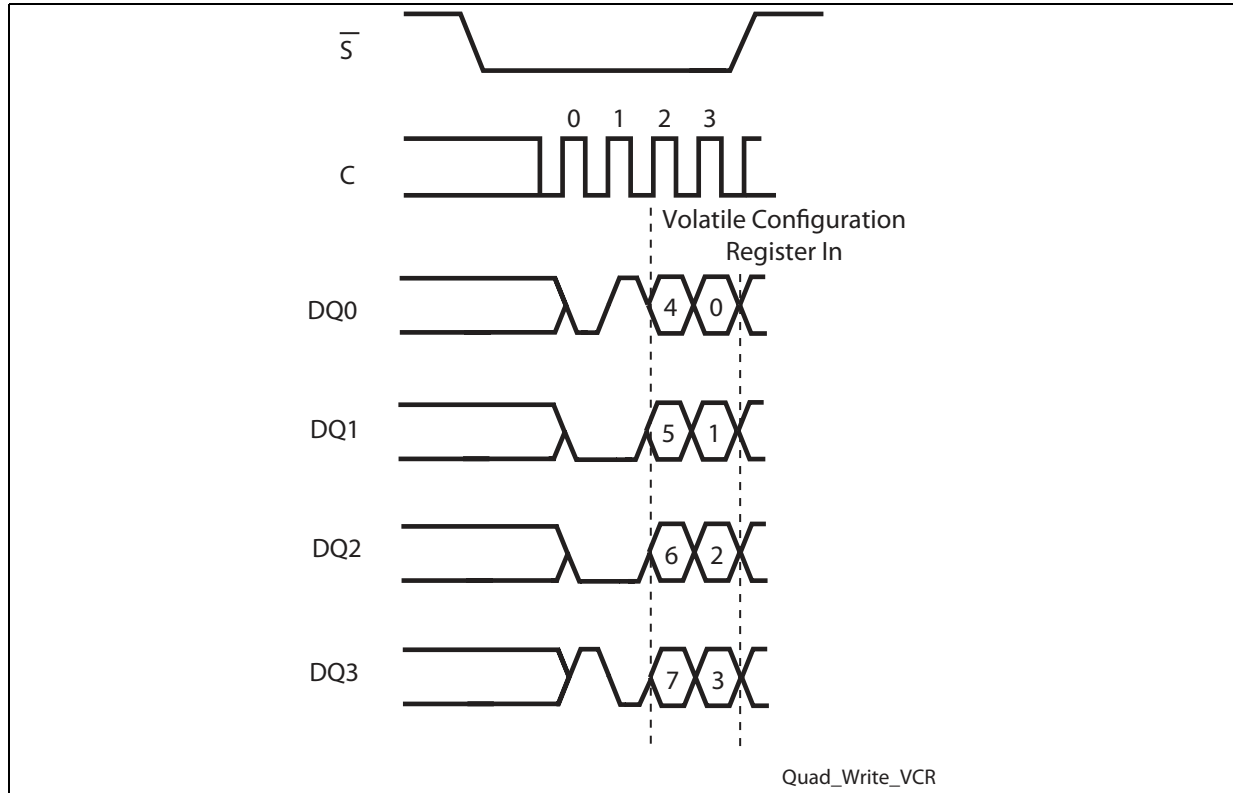 S
0 1 2 3
C
Volatile Configuration
Register In
DQ0
4 0
DQ1
5 1
DQ2
6 2
DQ3
7 3
Quad_Write_VCR